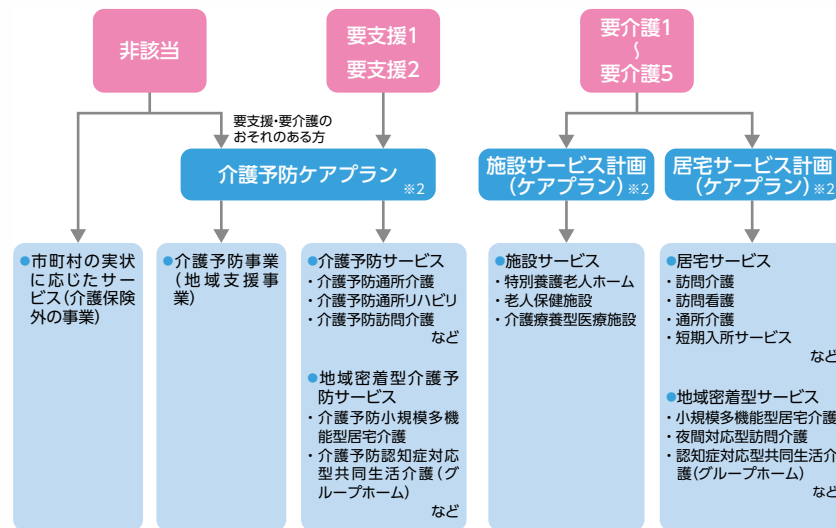 非該当
要支援1
要支援2
要介護1
〜
要介護5
要支援・要介護の
おそれのある方
介護予防ケアプラン※2
施設サービス計画
（ケアプラン）※2
居宅サービス計画
（ケアプラン）※2
●市町村の実状
に応じたサー
ビス（介護保険
外の事業）
●介護予防事業
（地域支援事
業）
●介護予防サービス
・介護予防通所介護
・介護予防通所リハビリ
・介護予防訪問介護
など
●地域密着型介護予
防サービス
・介護予防小規模多機
能型居宅介護
・介護予防認知症対応
型共同生活介護（グ
ループホーム）
など
●施設サービス
・特別養護老人ホーム
・老人保健施設
・介護療養型医療施設
●居宅サービス
・訪問介護
・訪問看護
・通所介護
・短期入所サービス
など
●地域密着型サービス
・小規模多機能型居宅介護
・夜間対応型訪問介護
・認知症対応型共同生活介
護（グループホーム）
など